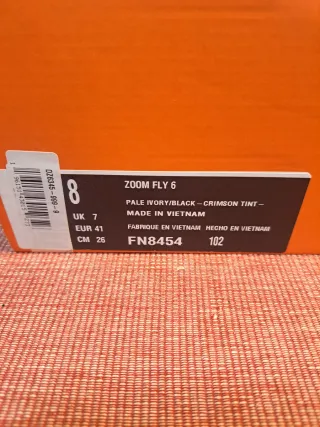 8
ZOOM FLY 6
UK 7
PALE IVORY/BLACK–CRIMSON TINT–
MADE IN VIETNAM
EUR 41
FABRIQUE EN VIETNAM HECHO EN VIETNAM
CM 26
FN8454 102